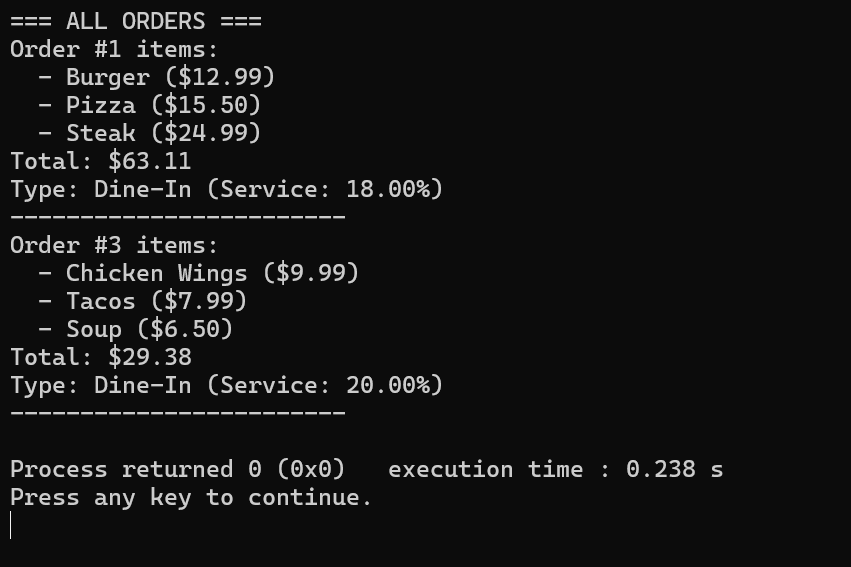 === ALL ORDERS ===
Order #1 items:
  - Burger ($12.99)
  - Pizza ($15.50)
  - Steak ($24.99)
Total: $63.11
Type: Dine-In (Service: 18.00%)
------------------------
Order #3 items:
  - Chicken Wings ($9.99)
  - Tacos ($7.99)
  - Soup ($6.50)
Total: $29.38
Type: Dine-In (Service: 20.00%)
------------------------
Process returned 0 (0x0)   execution time : 0.238 s
Press any key to continue.